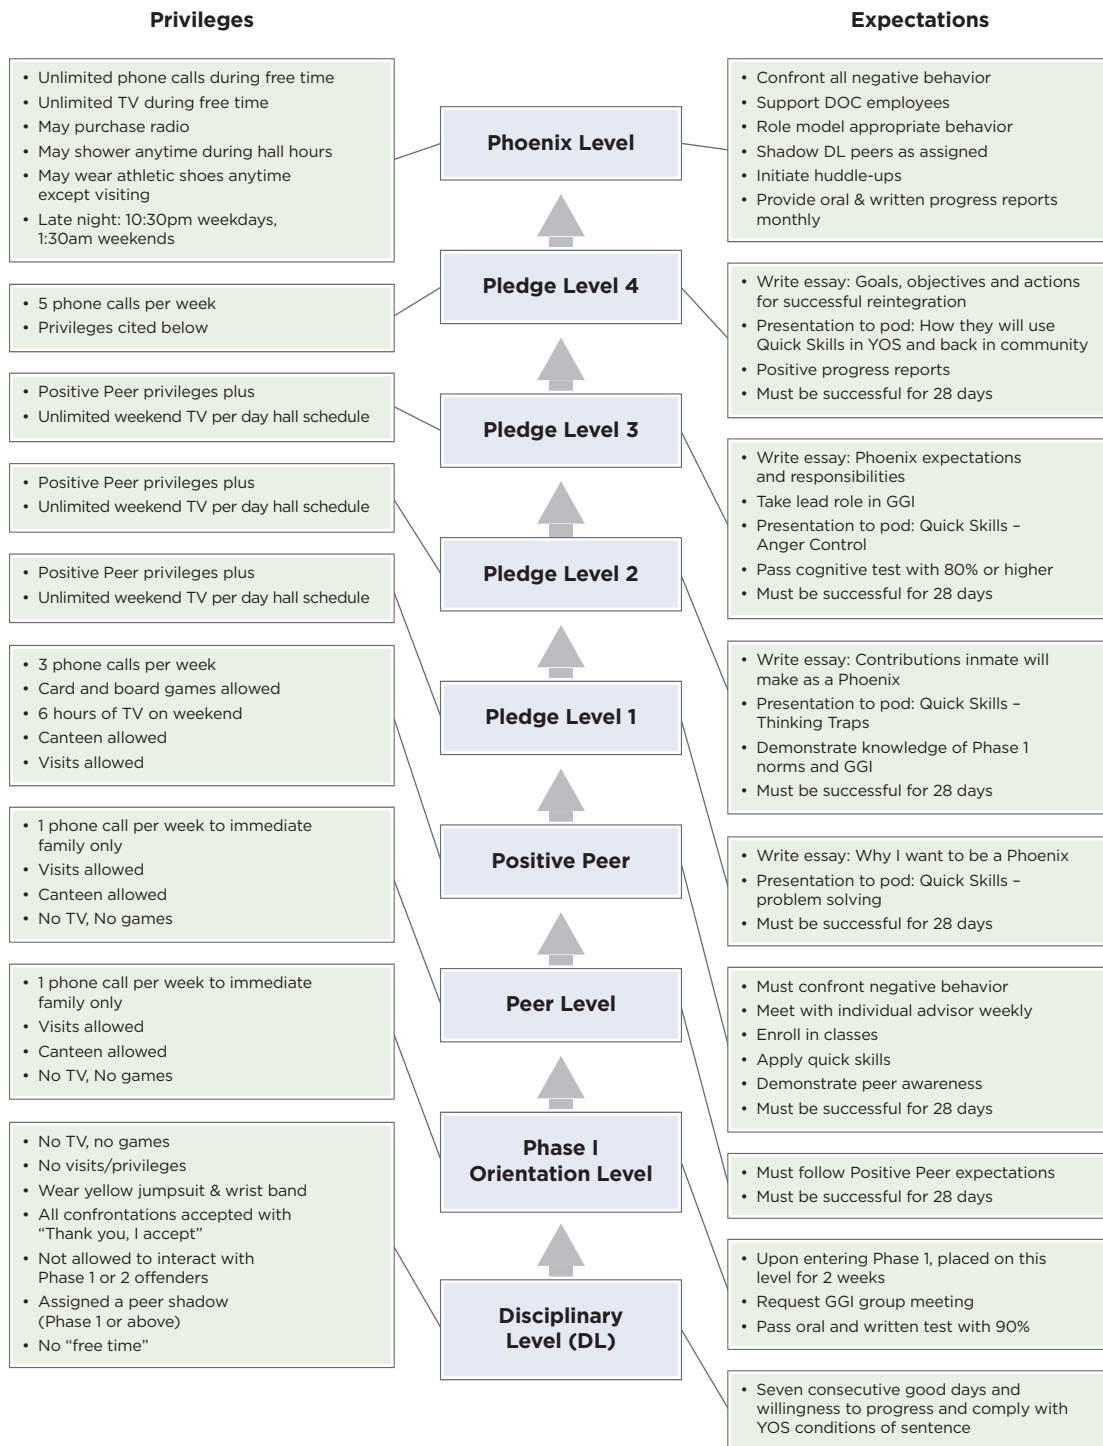 Privileges
Expectations
• Unlimited phone calls during free time
• Unlimited TV during free time
• May purchase radio
• May shower anytime during hall hours
• May wear athletic shoes anytime
except visiting
• Late night: 10:30pm weekdays,
1:30am weekends
Phoenix Level
• Confront all negative behavior
• Support DOC employees
• Role model appropriate behavior
• Shadow DL peers as assigned
• Initiate huddle-ups
• Provide oral & written progress reports
monthly
• 5 phone calls per week
• Privileges cited below
Pledge Level 4
• Write essay: Goals, objectives and actions
for successful reintegration
• Presentation to pod: How they will use
Quick Skills in YOS and back in community
• Positive progress reports
• Must be successful for 28 days
• Positive Peer privileges plus
• Unlimited weekend TV per day hall schedule
Pledge Level 3
• Write essay: Phoenix expectations
and responsibilities
• Take lead role in GGI
• Presentation to pod: Quick Skills –
Anger Control
• Pass cognitive test with 80% or higher
• Must be successful for 28 days
• Positive Peer privileges plus
• Unlimited weekend TV per day hall schedule
Pledge Level 2
• Write essay: Contributions inmate will
make as a Phoenix
• Presentation to pod: Quick Skills –
Thinking Traps
• Demonstrate knowledge of Phase 1
norms and GGI
• Must be successful for 28 days
• Positive Peer privileges plus
• Unlimited weekend TV per day hall schedule
Pledge Level 1
• Write essay: Why I want to be a Phoenix
• Presentation to pod: Quick Skills –
problem solving
• Must be successful for 28 days
• 3 phone calls per week
• Card and board games allowed
• 6 hours of TV on weekend
• Canteen allowed
• Visits allowed
Positive Peer
• Must confront negative behavior
• Meet with individual advisor weekly
• Enroll in classes
• Apply quick skills
• Demonstrate peer awareness
• Must be successful for 28 days
• 1 phone call per week to immediate
family only
• Visits allowed
• Canteen allowed
• No TV, No games
Peer Level
• Must follow Positive Peer expectations
• Must be successful for 28 days
• 1 phone call per week to immediate
family only
• Visits allowed
• Canteen allowed
• No TV, No games
Phase I
Orientation Level
• Upon entering Phase 1, placed on this
level for 2 weeks
• Request GGI group meeting
• Pass oral and written test with 90%
• No TV, no games
• No visits/privileges
• Wear yellow jumpsuit & wrist band
• All confrontations accepted with
“Thank you, I accept”
• Not allowed to interact with
Phase 1 or 2 offenders
• Assigned a peer shadow
(Phase 1 or above)
• No “free time”
Disciplinary
Level (DL)
• Seven consecutive good days and
willingness to progress and comply with
YOS conditions of sentence